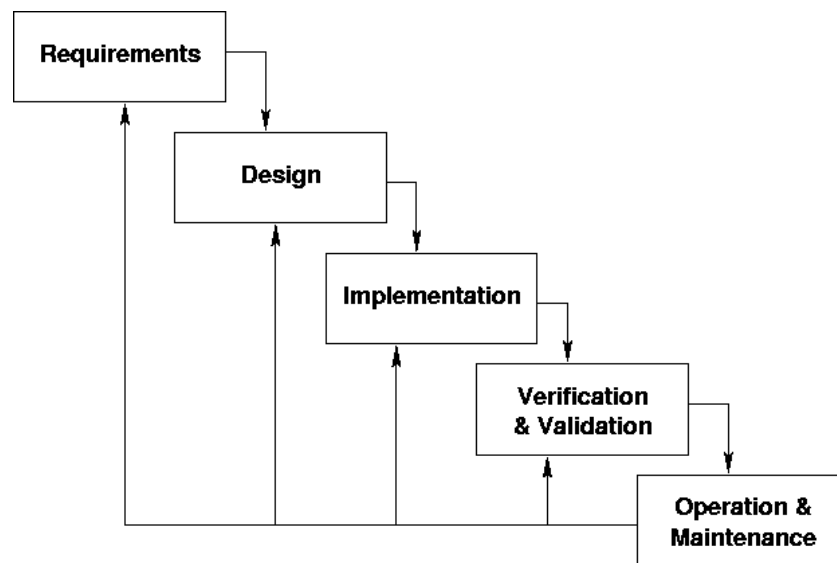 Requirements
Design
Implementation
Verification
& Validation
Operation &
Maintenance